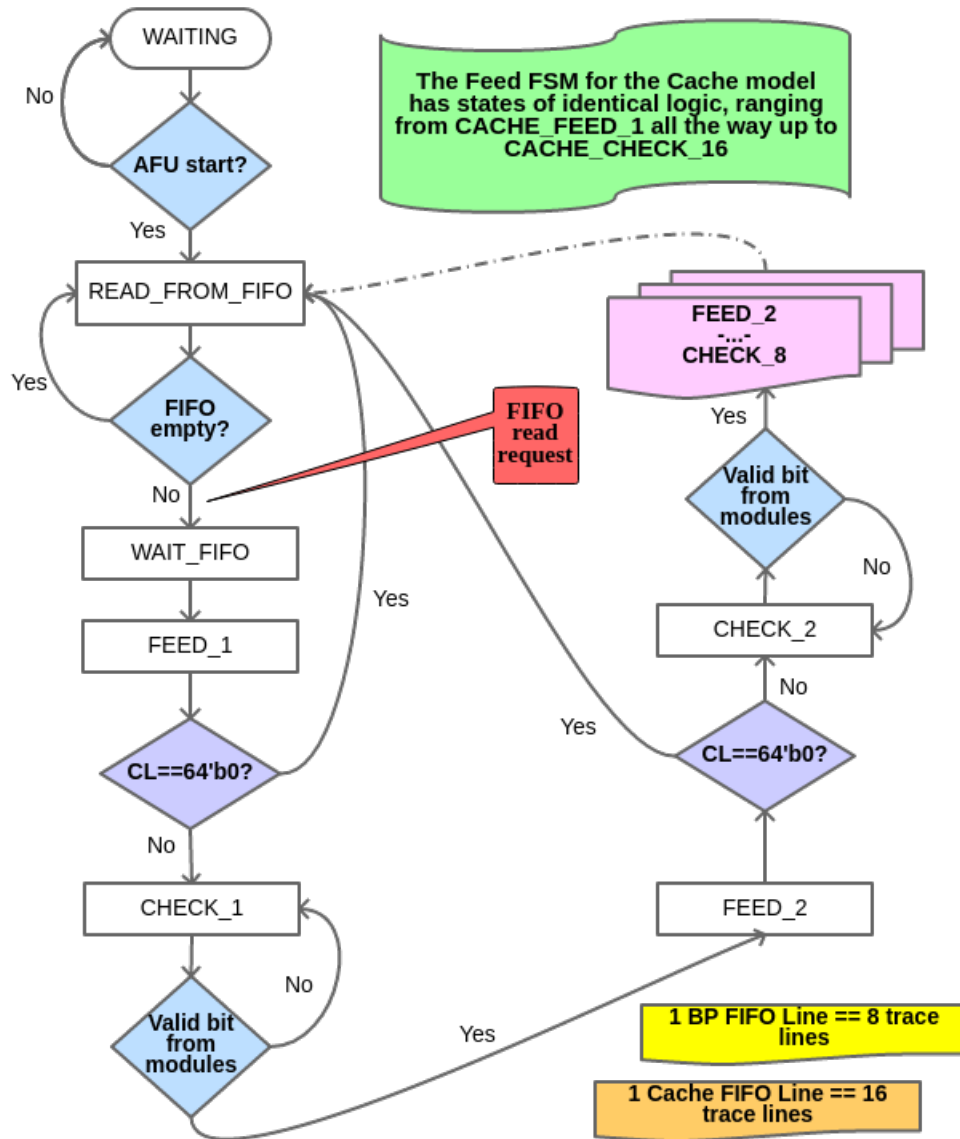 WAITING
No
AFU start?
Yes
READ_FROM_FIFO
Yes
FIFO
empty?
No
FIFO
read
request
WAIT_FIFO
FEED_1
Yes
CL==64'b0?
No
CHECK_1
No
Valid bit
from
modules
Yes
The Feed FSM for the Cache model
has states of identical logic, ranging
from CACHE_FEED_1 all the way up to
CACHE_CHECK_16
FEED_2
-...-
CHECK_8
Yes
Valid bit
from
modules
No
CHECK_2
No
Yes
CL==64'b0?
FEED_2
1 BP FIFO Line == 8 trace
lines
1 Cache FIFO Line == 16
trace lines